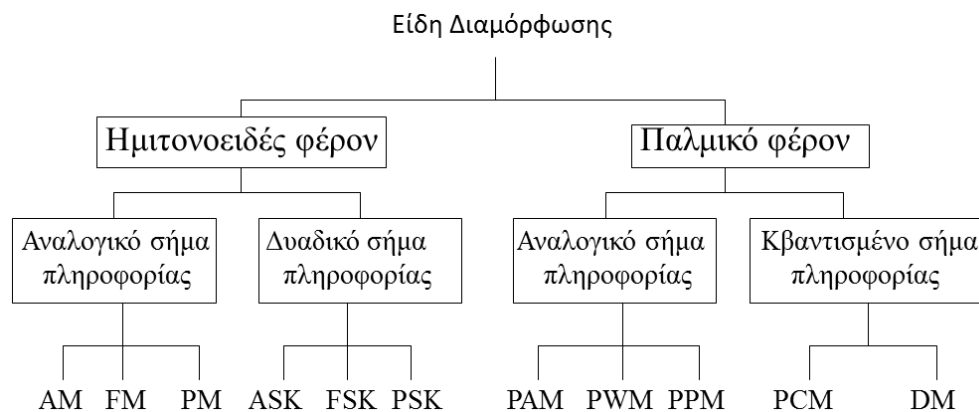 Είδη Διαμόρφωσης
Ημιτονοειδές φέρον
Παλμικό φέρον
Αναλογικό σήμα
πληροφορίας
Δυαδικό σήμα
πληροφορίας
Αναλογικό σήμα
πληροφορίας
Κβαντισμένο σήμα
πληροφορίας
AM FM PM ASK FSK PSK PAM PWM PPM PCM DM